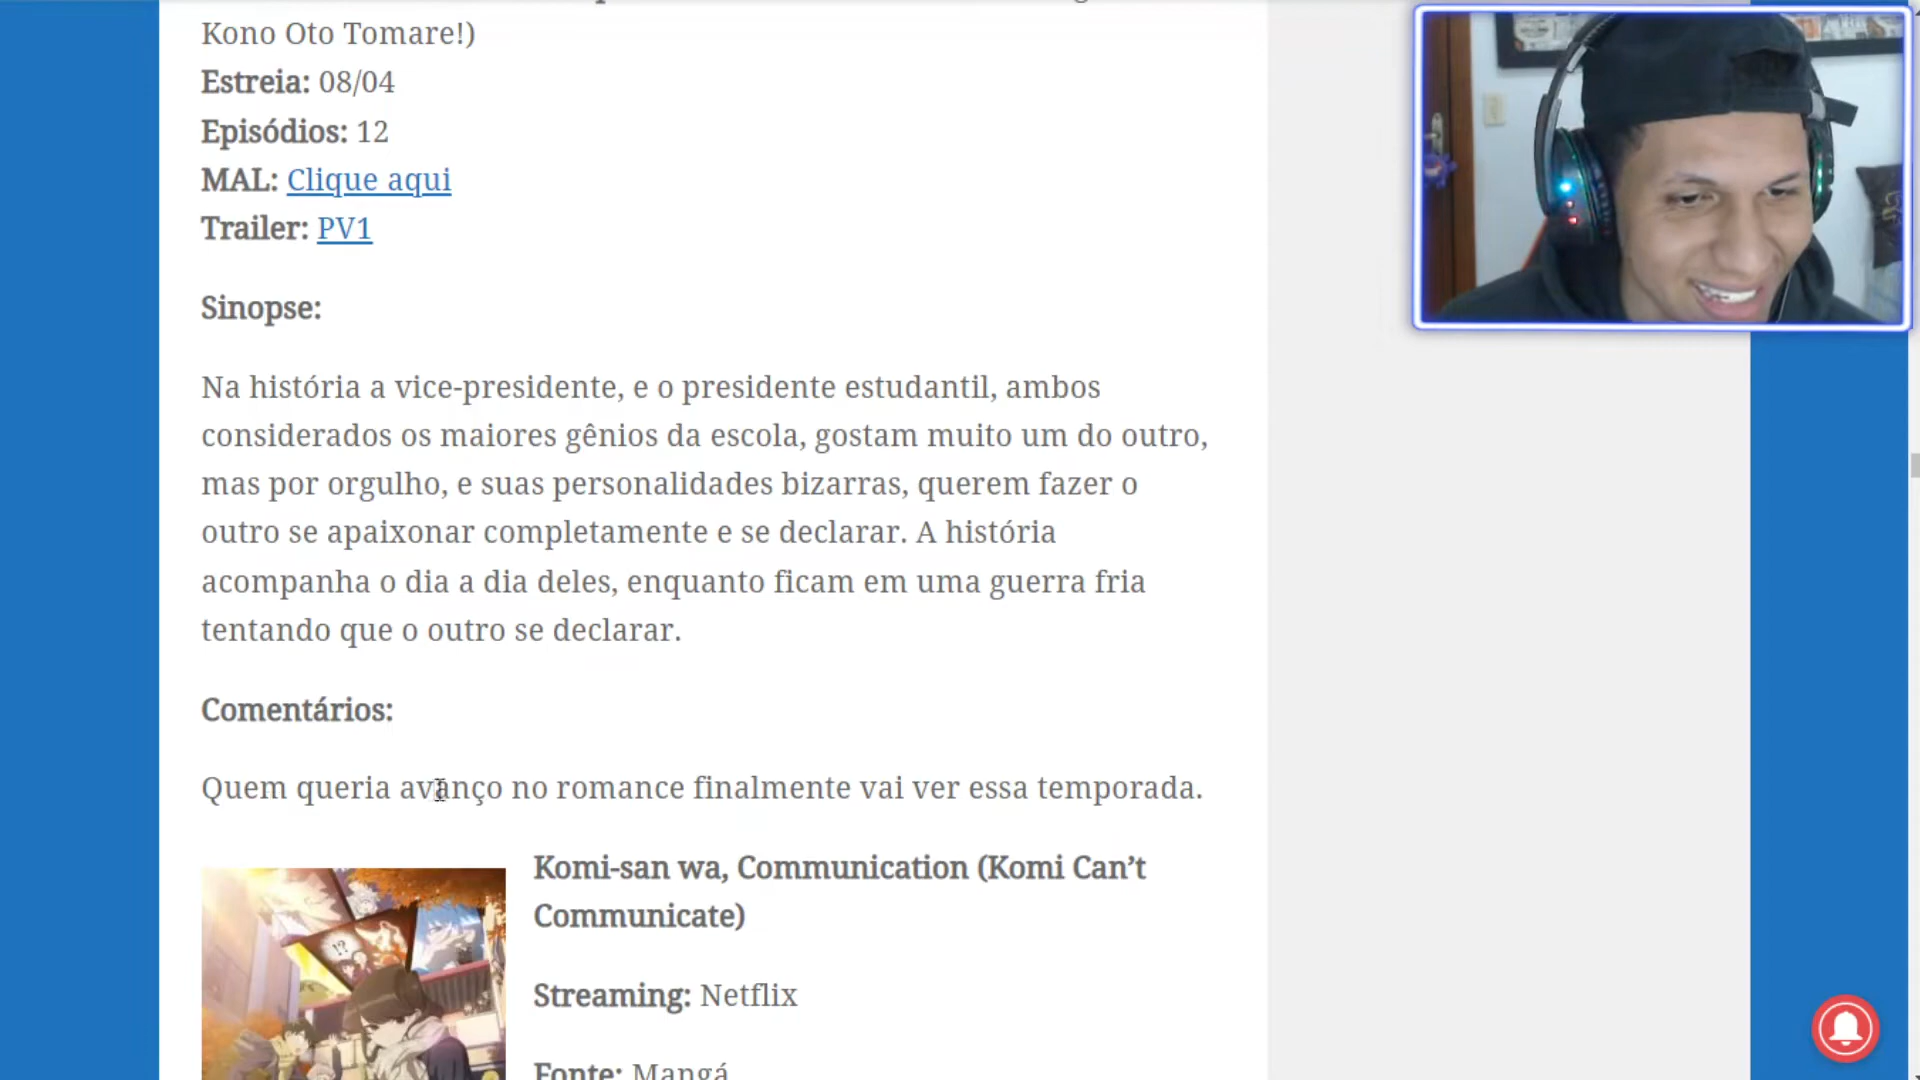 Kono Oto Tomare!)
Estreia: 08/04
Episódios: 12
MAL: Clique aqui
Trailer: PV1
Sinopse:
Na história a vice-presidente, e o presidente estudantil, ambos
considerados os maiores gênios da escola, gostam muito um do outro,
mas por orgulho, e suas personalidades bizarras, querem fazer o
outro se apaixonar completamente e se declarar. A história
acompanha o dia a dia deles, enquanto ficam em uma guerra fria
tentando que o outro se declarar.
Comentários:
Quem queria avanço no romance finalmente vai ver essa temporada.
Komi-san wa, Communication (Komi Can’t
Communicate)
Streaming: Netflix
Fonte: Mangá
!?